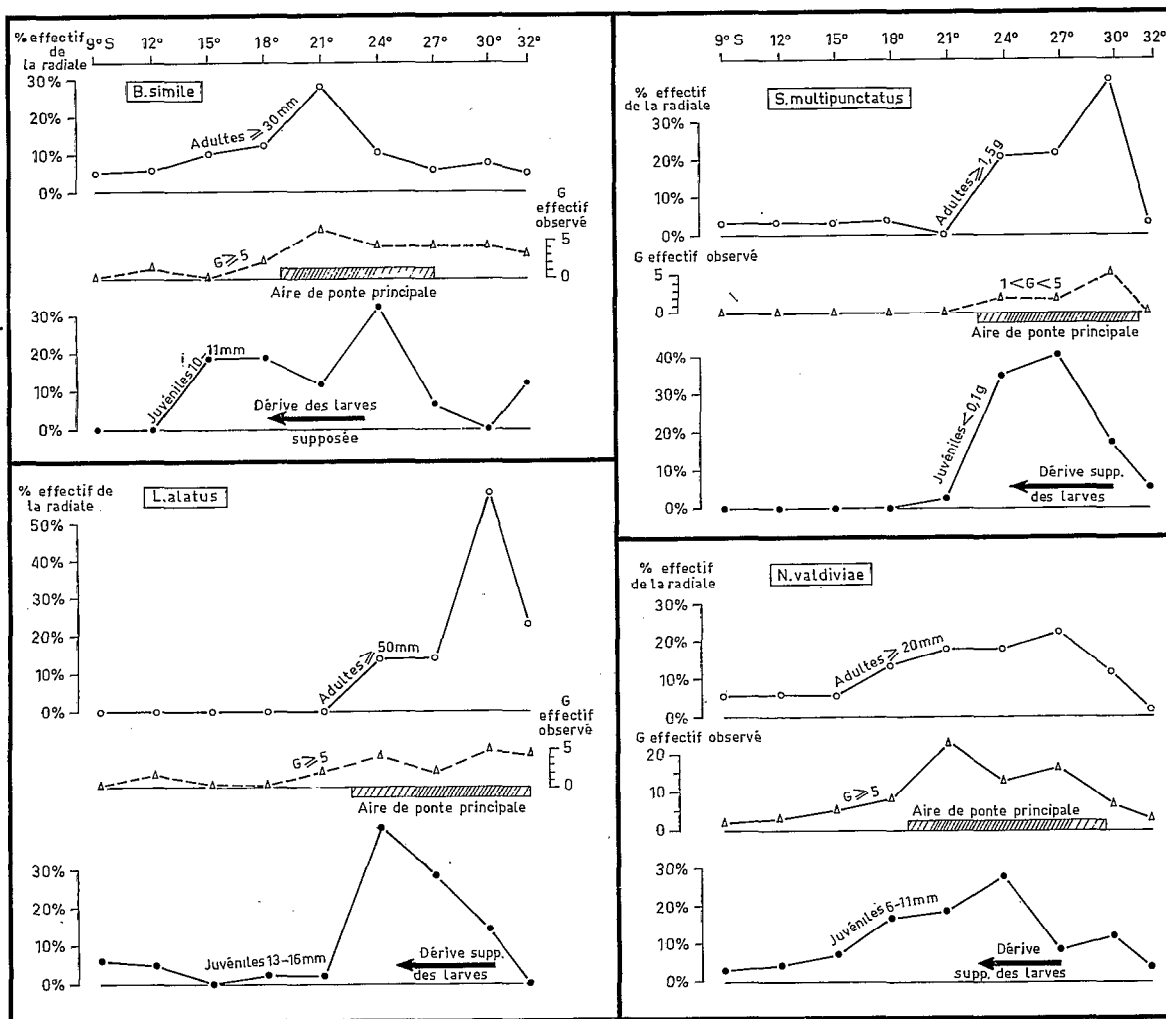 % effectif
de
la radiale
9° S 12° 15° 18° 21° 24° 27° 30° 32°
B.simile
30%
20%
10%
0%
Adultes ⩾ 30mm
G
effectif
observé
5
0
G⩾5
Aire de ponte principale
30%
20%
10%
0%
Juvéniles 10-11mm
Dérive des larves
supposée
9° S 12° 15° 18° 21° 24° 27° 30° 32°
% effectif
de la radiale
S.multipunctatus
30%
20%
10%
0%
Adultes ⩾ 1,5g
G effectif observé
5
0
1<G<5
Aire de ponte principale
40%
30%
20%
10%
0%
Juvéniles <0,1g
Dérive supp.
des larves
% effectif de
la radiale
L.alatus
50%
40%
30%
20%
10%
0%
Adultes ⩾ 50mm
G
effectif
observé
5
0
G⩾5
Aire de ponte principale
30%
20%
10%
0%
Juvéniles 13-16mm
Dérive supp.
des larves
% effectif
de la radiale
N.valdiviae
30%
20%
10%
0%
Adultes ⩾ 20mm
G effectif observé
20
10
0
G⩾5
Aire de ponte principale
30%
20%
10%
0%
Juvéniles 6-11mm
Dérive
supp. des larves